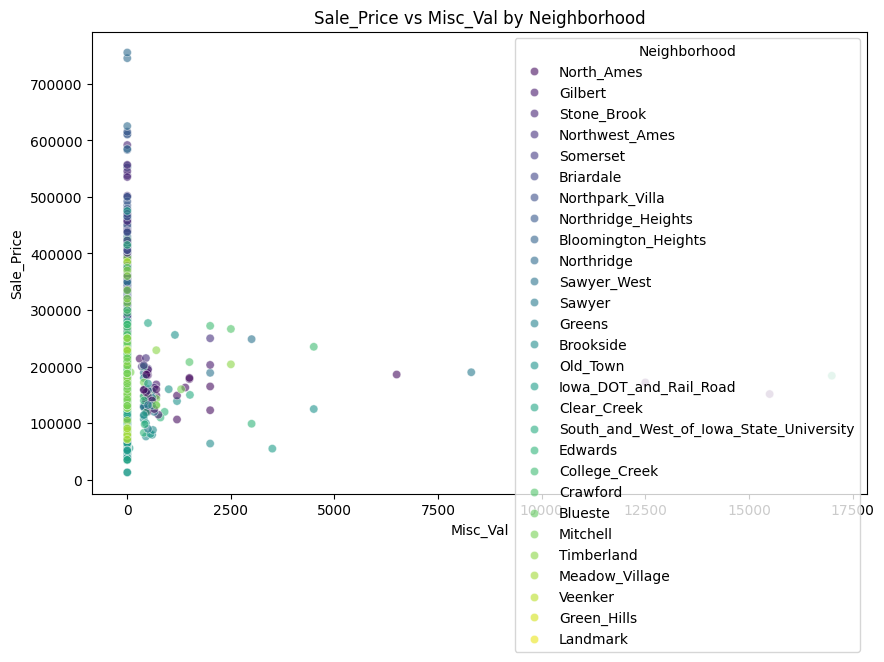 Sale_Price vs Misc_Val by Neighborhood
Sale_Price
700000
600000
500000
400000
300000
200000
100000
0
0
2500
5000
7500
10000
12500
15000
17500
Misc_Val
Neighborhood
North_Ames
Gilbert
Stone_Brook
Northwest_Ames
Somerset
Briardale
Northpark_Villa
Northridge_Heights
Bloomington_Heights
Northridge
Sawyer_West
Sawyer
Greens
Brookside
Old_Town
Iowa_DOT_and_Rail_Road
Clear_Creek
South_and_West_of_Iowa_State_University
Edwards
College_Creek
Crawford
Blueste
Mitchell
Timberland
Meadow_Village
Veenker
Green_Hills
Landmark